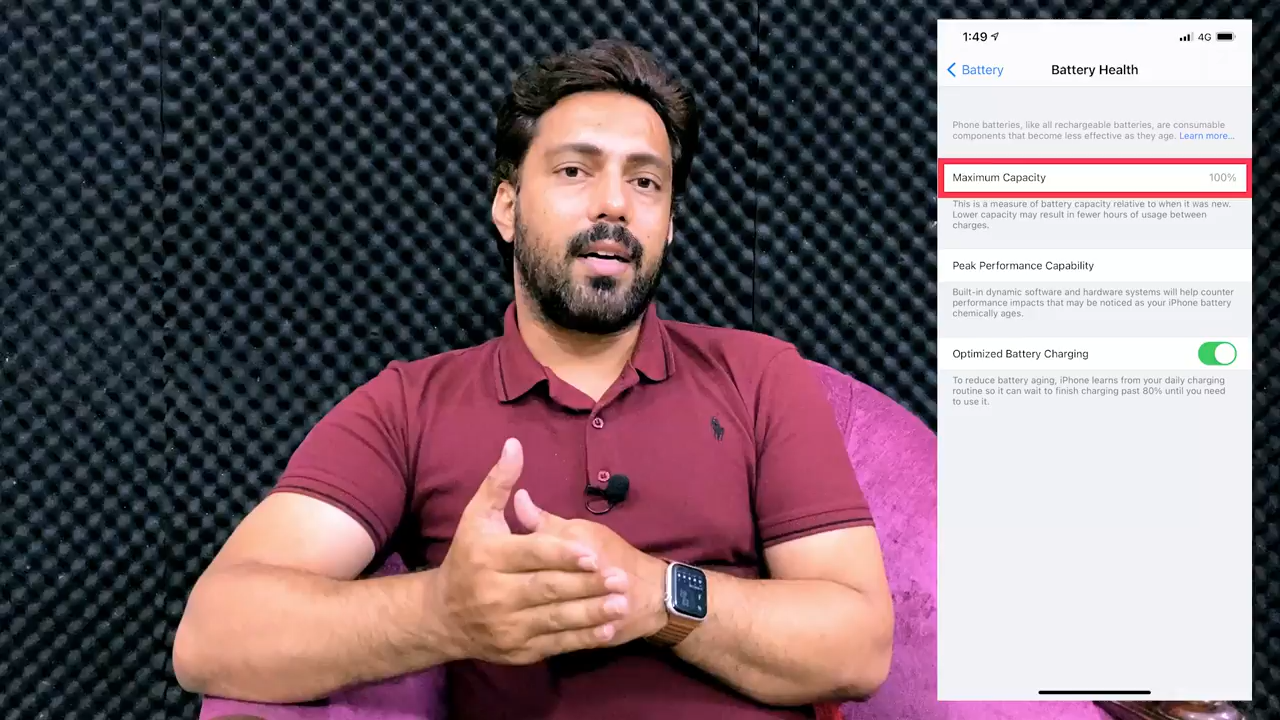 1:49
4G
Battery
Battery Health
Phone batteries, like all rechargeable batteries, are consumable
components that become less effective as they age. Learn more...
Maximum Capacity 100%
This is a measure of battery capacity relative to when it was new.
Lower capacity may result in fewer hours of usage between
charges.
Peak Performance Capability
Built-in dynamic software and hardware systems will help counter
performance impacts that may be noticed as your iPhone battery
chemically ages.
Optimized Battery Charging
To reduce battery aging, iPhone learns from your daily charging
routine so it can wait to finish charging past 80% until you need
to use it.